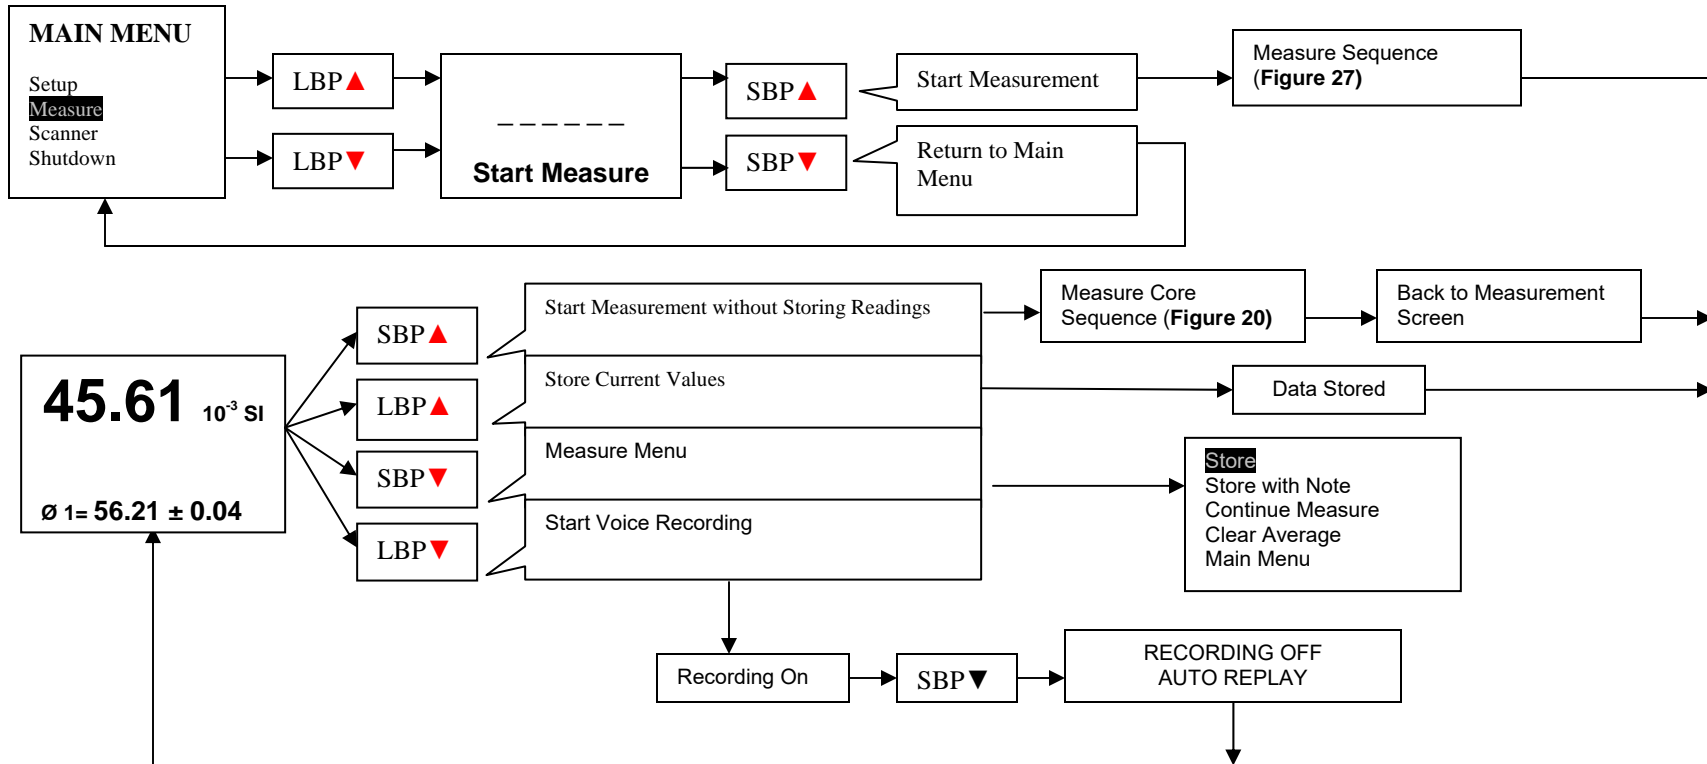 MAIN MENU
Setup
Measure
Scanner
Shutdown
LBP▲
LBP▼
_ _ _ _ _ _
Start Measure
SBP▲
SBP▼
Start Measurement
Return to Main
Menu
Measure Sequence
(Figure 27)
45.61 10⁻³ SI
Ø 1= 56.21 ± 0.04
SBP▲
LBP▲
SBP▼
LBP▼
Start Measurement without Storing Readings
Store Current Values
Measure Menu
Start Voice Recording
Measure Core
Sequence (Figure 20)
Back to Measurement
Screen
Data Stored
Store
Store with Note
Continue Measure
Clear Average
Main Menu
Recording On
SBP▼
RECORDING OFF
AUTO REPLAY